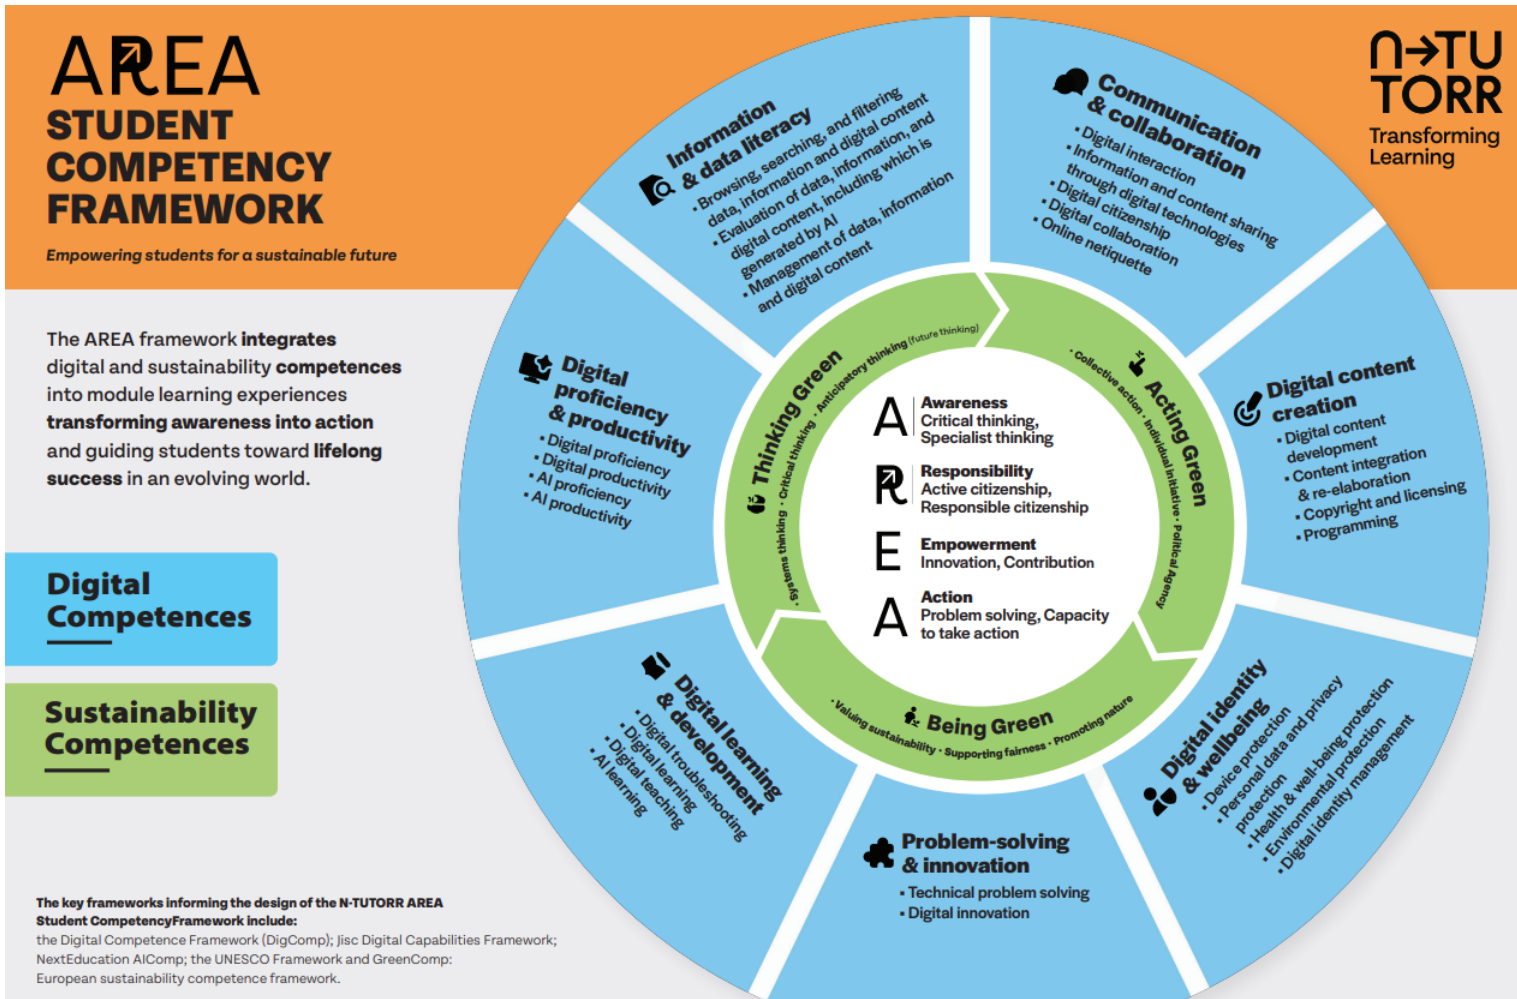 AREA
STUDENT
COMPETENCY
FRAMEWORK
Empowering students for a sustainable future
The AREA framework integrates
digital and sustainability competences
into module learning experiences
transforming awareness into action
and guiding students toward lifelong
success in an evolving world.
Digital
Competences
Sustainability
Competences
The key frameworks informing the design of the N-TUTORR AREA
Student CompetencyFramework include:
the Digital Competence Framework (DigComp); Jisc Digital Capabilities Framework;
NextEducation AIComp; the UNESCO Framework and GreenComp:
European sustainability competence framework.
N→TU
TORR
Transforming
Learning
Information
& data literacy
• Browsing, searching, and filtering
data, information and digital content
• Evaluation of data, information, and
digital content, including which is
generated by AI
• Management of data, information
and digital content
Communication
& collaboration
• Digital interaction
• Information and content sharing
through digital technologies
• Digital citizenship
• Digital collaboration
• Online netiquette
Digital content
creation
• Digital content
development
• Content integration
& re-elaboration
• Copyright and licensing
• Programming
Digital identity
& wellbeing
• Device protection
• Personal data and privacy
protection
• Health & well-being protection
• Environmental protection
• Digital identity management
Problem-solving
& innovation
• Technical problem solving
• Digital innovation
Digital learning
& development
• Digital troubleshooting
• Digital learning
• Digital teaching
• AI learning
Digital
proficiency
& productivity
• Digital proficiency
• Digital productivity
• AI proficiency
• AI productivity
Thinking Green
• Systems thinking • Critical thinking • Anticipatory thinking (future thinking)
Acting Green
• Collective action • Individual initiative • Political Agency
Being Green
• Valuing sustainability • Supporting fairness • Promoting nature
A
Awareness
Critical thinking,
Specialist thinking
R
Responsibility
Active citizenship,
Responsible citizenship
E
Empowerment
Innovation, Contribution
A
Action
Problem solving, Capacity
to take action